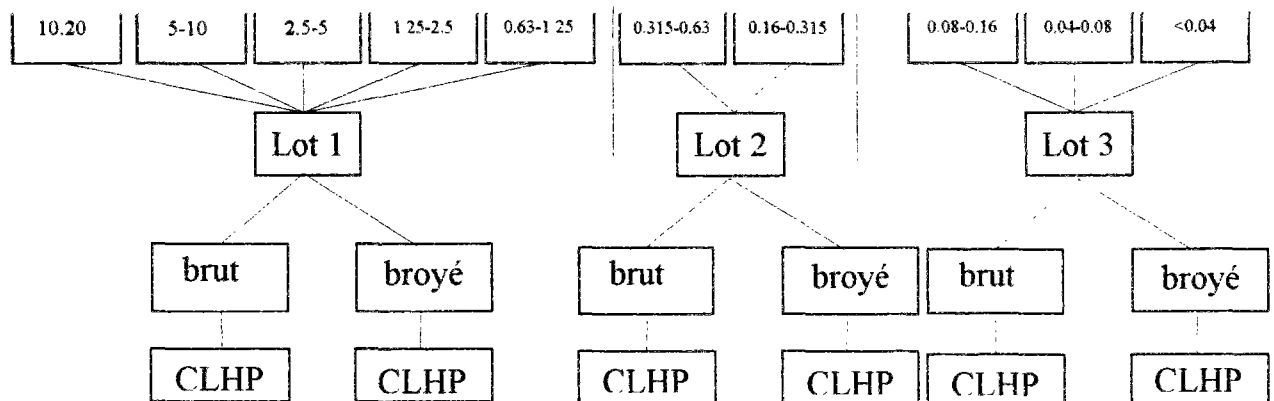 10.20 5-10 2.5-5 1 25-2.5 0.63-1 25 0.315-0.63 0.16-0.315 0.08-0.16 0.04-0.08 <0.04
Lot 1 Lot 2 Lot 3
brut broyé brut broyé brut broyé
CLHP CLHP CLHP CLHP CLHP CLHP